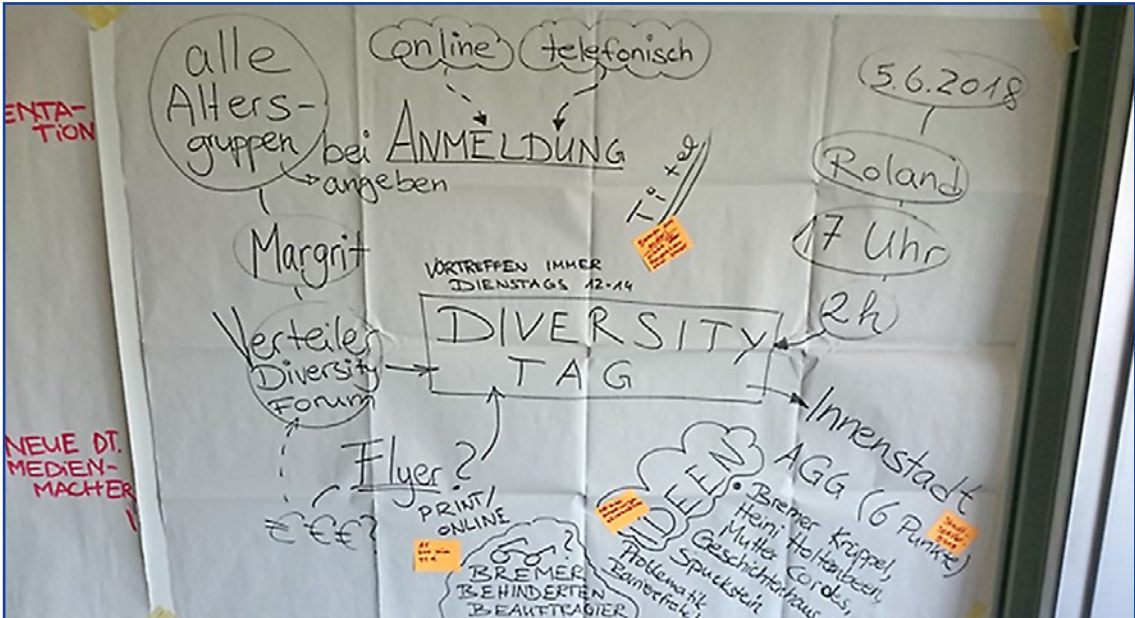 ENTA-
TION
NEUE DT.
MEDIEN-
MACHER
alle
Alters-
gruppen
bei ANMELDUNG
angeben
online
telefonisch
Margrit
Verteiler
Diversity
Forum
€€€?
Flyer?
PRINT/
ONLINE
VORTREFFEN IMMER
DIENSTAGS 12-14
DIVERSITY
TAG
Titel
5.6.2018
Roland
17 Uhr
2h
Innenstadt
AGG (6 Punkte)
IDEEN
• Bremer Krüppel,
Heini Holtenbeen,
Mutter Cordes,
Geschichtenhaus
Spuckstein
Problematik
?
BREMER
BEHINDERTEN
BEAUFTRAGTER